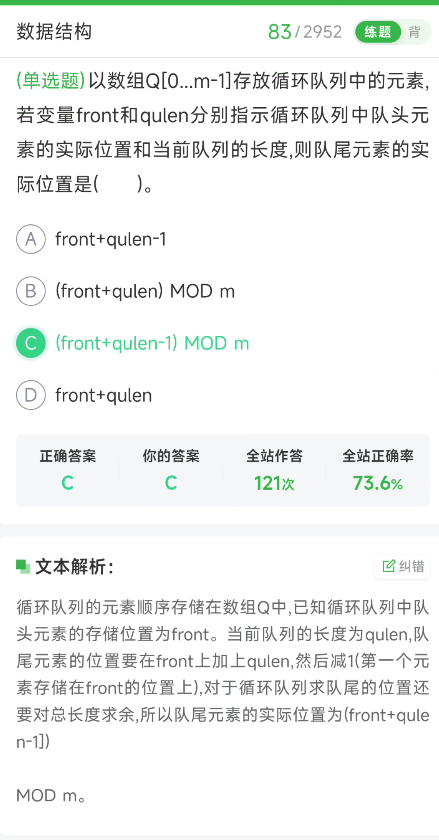 数据结构 83/2952 练题 背
(单选题)以数组Q[0...m-1]存放循环队列中的元素,
若变量front和qulen分别指示循环队列中队头元
素的实际位置和当前队列的长度,则队尾元素的实
际位置是( )。
A front+qulen-1
B (front+qulen) MOD m
C (front+qulen-1) MOD m
D front+qulen
正确答案 你的答案 全站作答 全站正确率
C C 121次 73.6%
文本解析: 纠错
循环队列的元素顺序存储在数组Q中,已知循环队列中队
头元素的存储位置为front。当前队列的长度为qulen,队
尾元素的位置要在front上加上qulen,然后减1(第一个元
素存储在front的位置上),对于循环队列求队尾的位置还
要对总长度求余,所以队尾元素的实际位置为(front+qule
n-1])
MOD m。